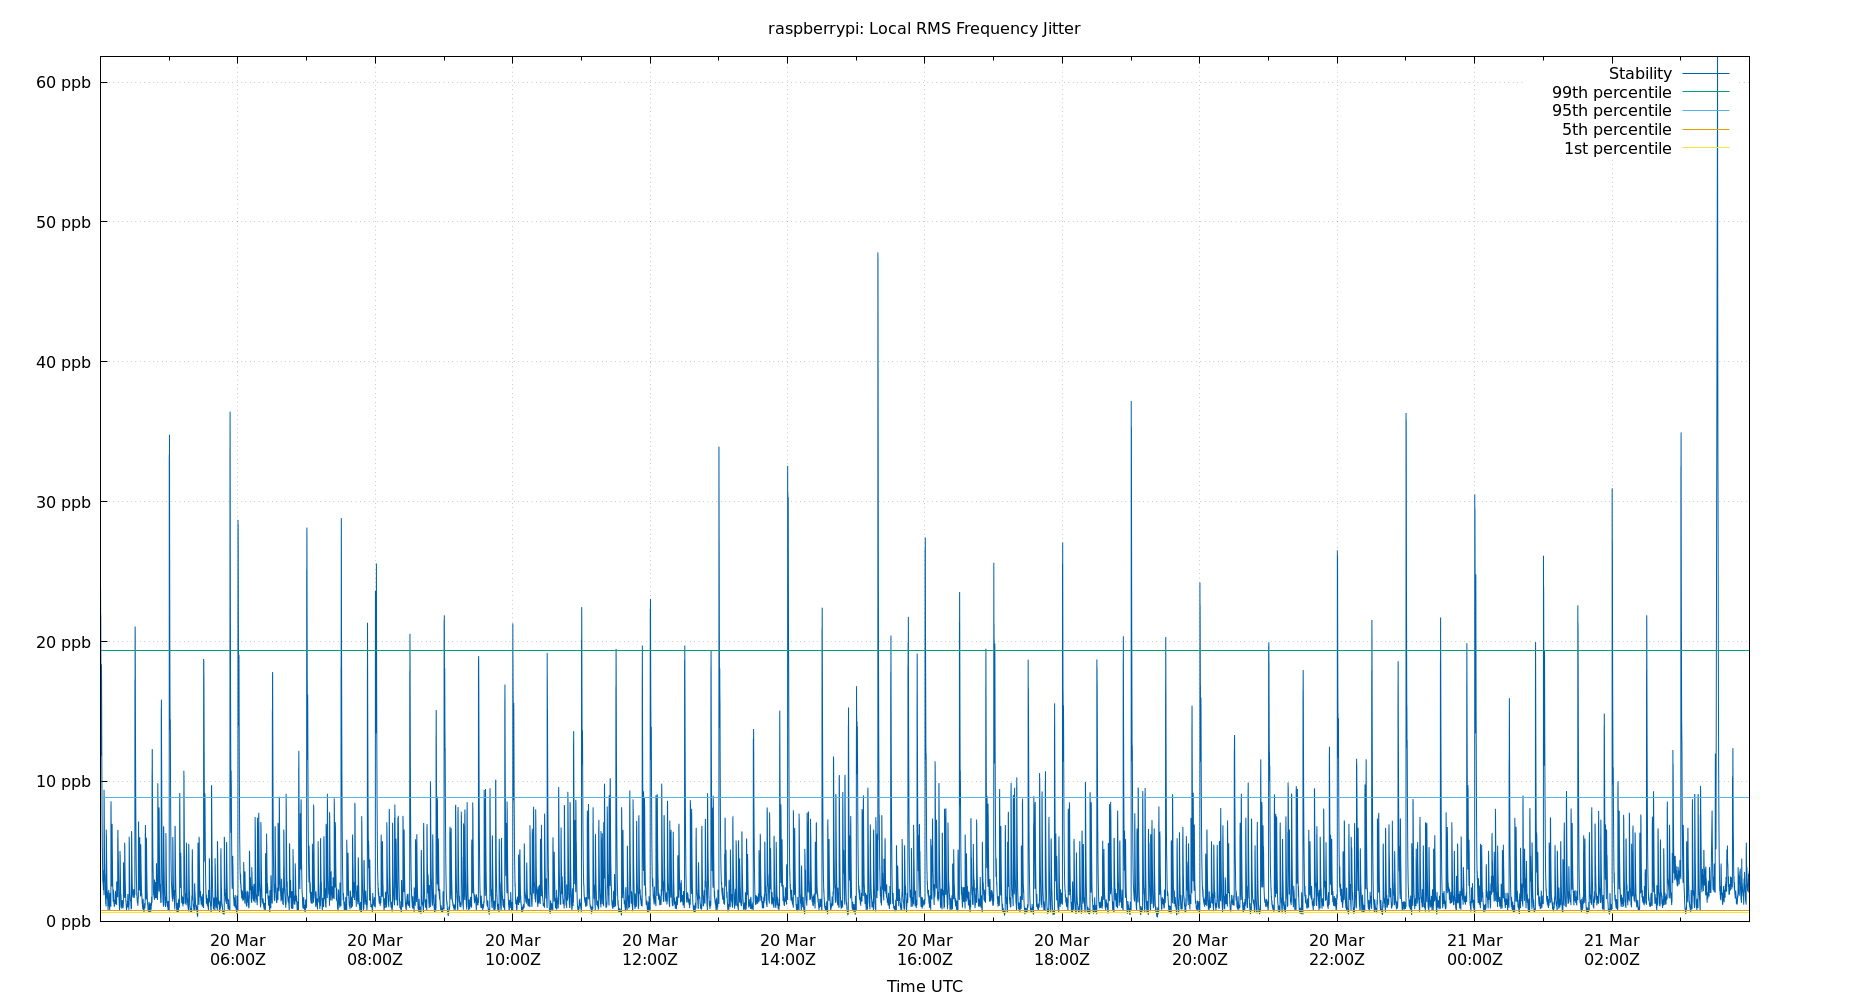 raspberrypi: Local RMS Frequency Jitter
60 ppb
50 ppb
40 ppb
30 ppb
20 ppb
10 ppb
0 ppb
Stability
99th percentile
95th percentile
5th percentile
1st percentile
20 Mar 20 Mar 20 Mar 20 Mar 20 Mar 20 Mar 20 Mar 20 Mar 20 Mar 21 Mar 21 Mar
06:00Z 08:00Z 10:00Z 12:00Z 14:00Z 16:00Z 18:00Z 20:00Z 22:00Z 00:00Z 02:00Z
Time UTC